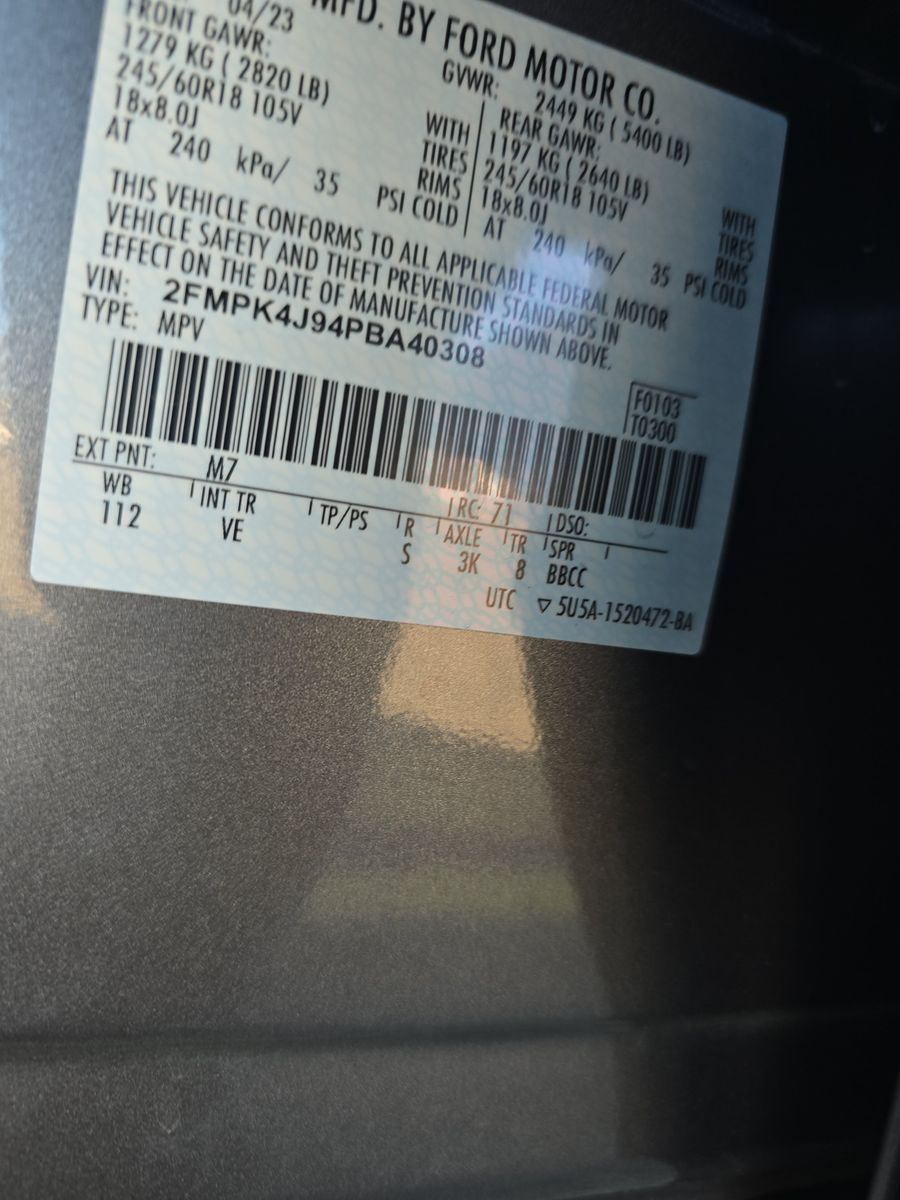 MFD. BY FORD MOTOR CO.
04/23
GVWR: 2449 KG ( 5400 LB)
FRONT GAWR:
1279 KG ( 2820 LB) WITH
245/60R18 105V TIRES
18x8.0J RIMS
AT 240 kPa/ 35 PSI COLD
REAR GAWR:
1197 KG ( 2640 LB) WITH
245/60R18 105V TIRES
18x8.0J RIMS
AT 240 kPa/ 35 PSI COLD
THIS VEHICLE CONFORMS TO ALL APPLICABLE FEDERAL MOTOR
VEHICLE SAFETY AND THEFT PREVENTION STANDARDS IN
EFFECT ON THE DATE OF MANUFACTURE SHOWN ABOVE.
VIN: 2FMPK4J94PBA40308
TYPE: MPV
F0103
T0300
EXT PNT: M7 RC: 71 DSO:
WB INT TR TP/PS R AXLE TR SPR
112 VE S 3K 8 BBCC
UTC ▽ 5U5A-1520472-BA